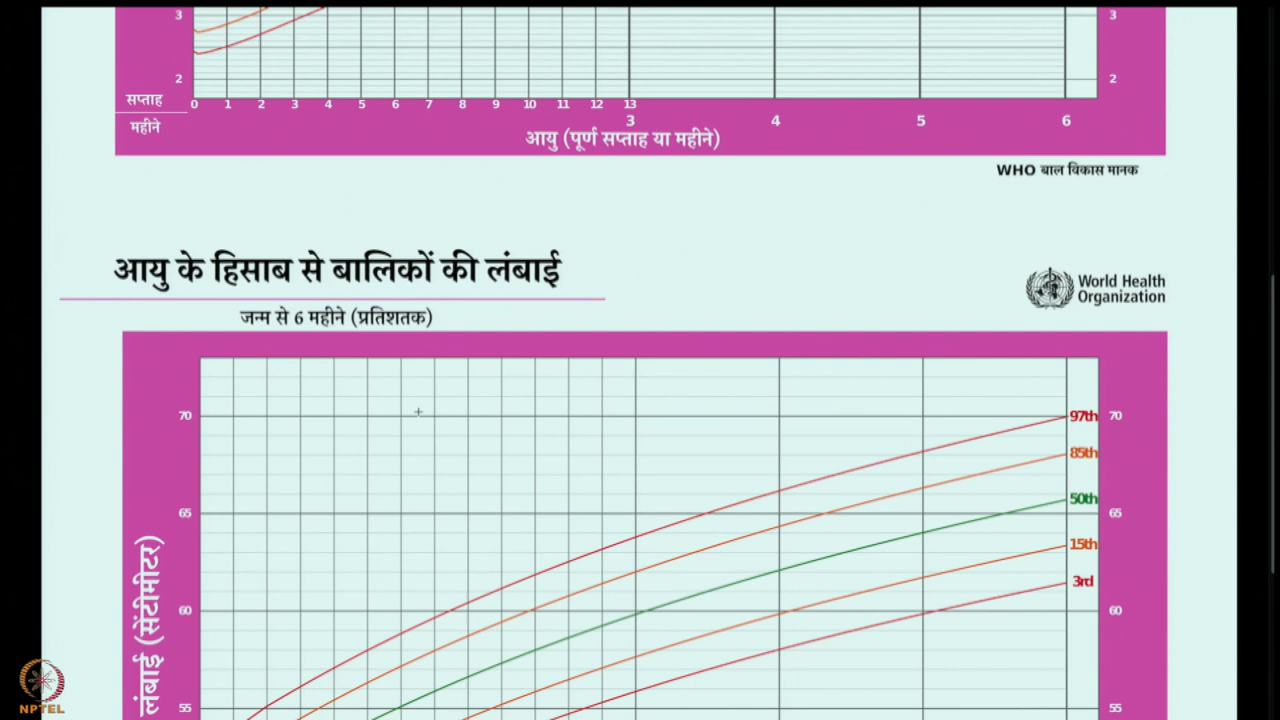 3 3
2 2
सप्ताह 0 1 2 3 4 5 6 7 8 9 10 11 12 13
महीने 3 4 5 6
आयु (पूर्ण सप्ताह या महीने)
WHO बाल विकास मानक
आयु के हिसाब से बालिकों की लंबाई
World Health
Organization
जन्म से 6 महीने (प्रतिशतक)
70 97th 70
85th
50th
65 65
15th
3rd
60 60
लंबाई (सेंटीमीटर)
55 55
NPTEL